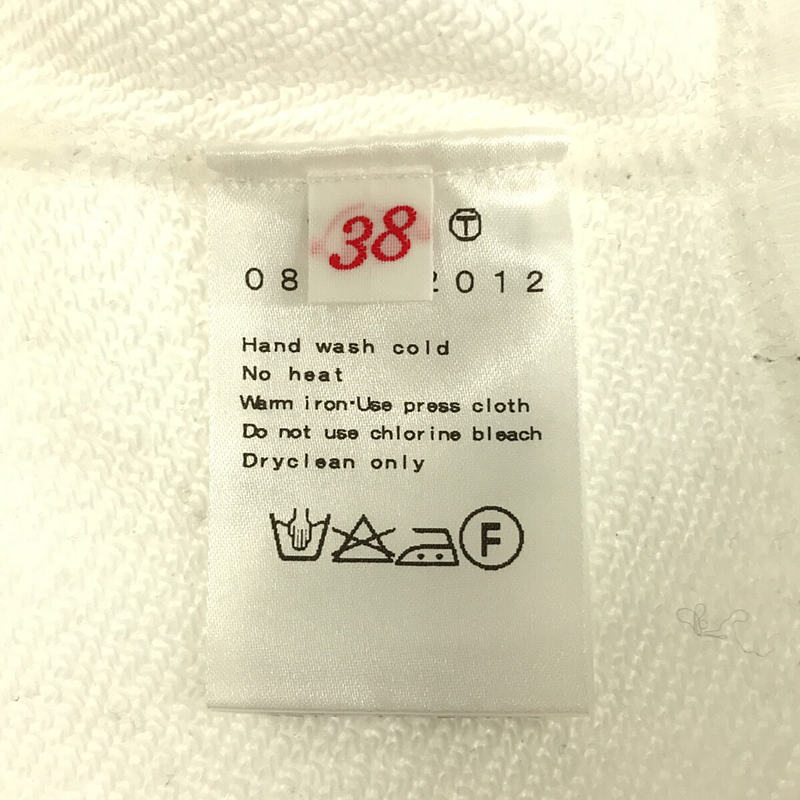 38 T
08 2012
Hand wash cold
No heat
Warm iron·Use press cloth
Do not use chlorine bleach
Dryclean only
F